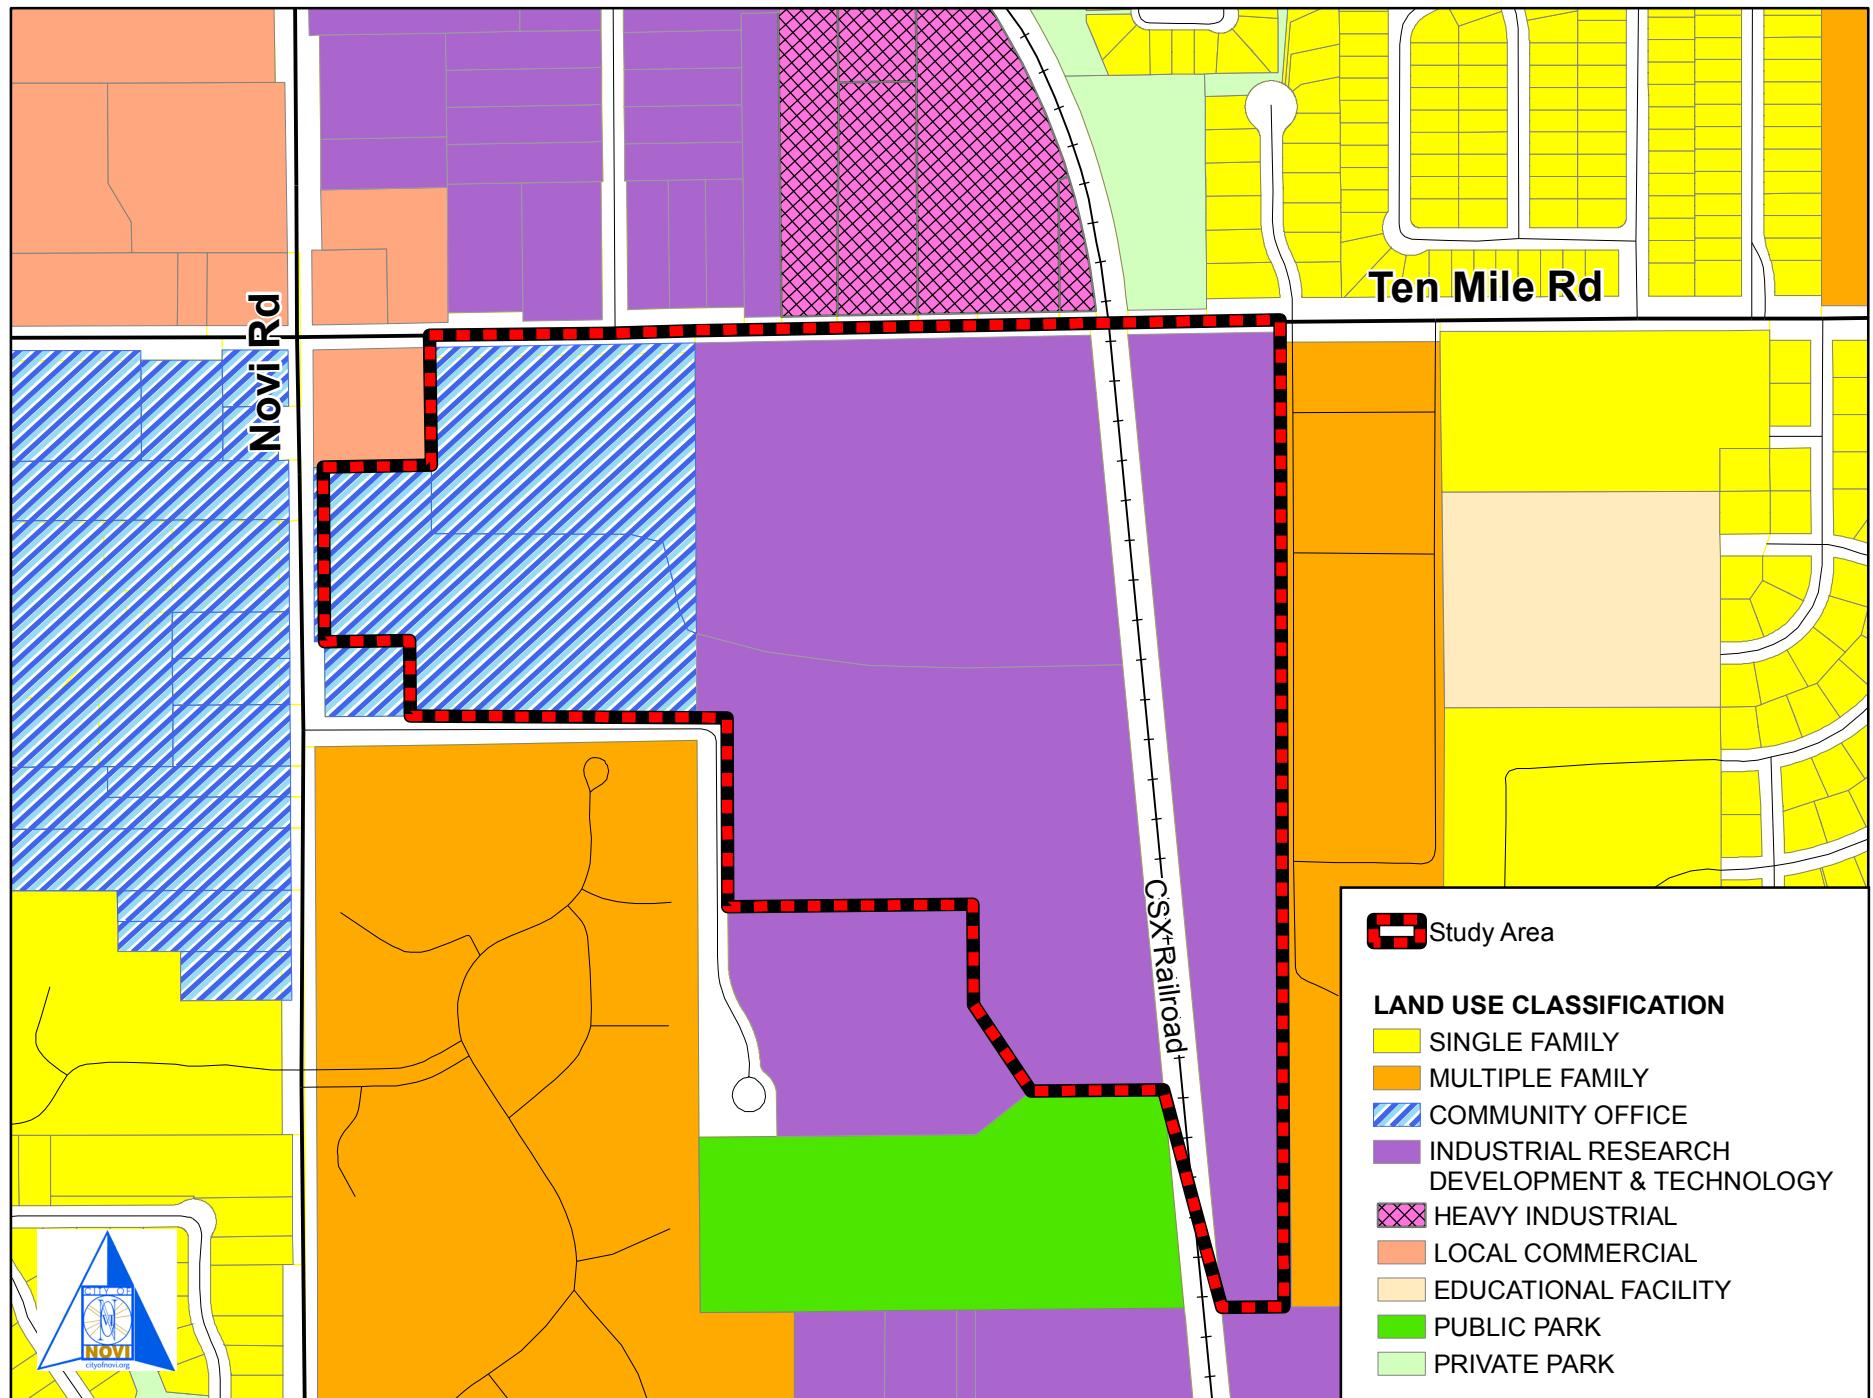 Ten Mile Rd
Novi Rd
CSX Railroad
Study Area
LAND USE CLASSIFICATION
SINGLE FAMILY
MULTIPLE FAMILY
COMMUNITY OFFICE
INDUSTRIAL RESEARCH
DEVELOPMENT & TECHNOLOGY
HEAVY INDUSTRIAL
LOCAL COMMERCIAL
EDUCATIONAL FACILITY
PUBLIC PARK
PRIVATE PARK
CITY OF
NOVI
cityofnovi.org